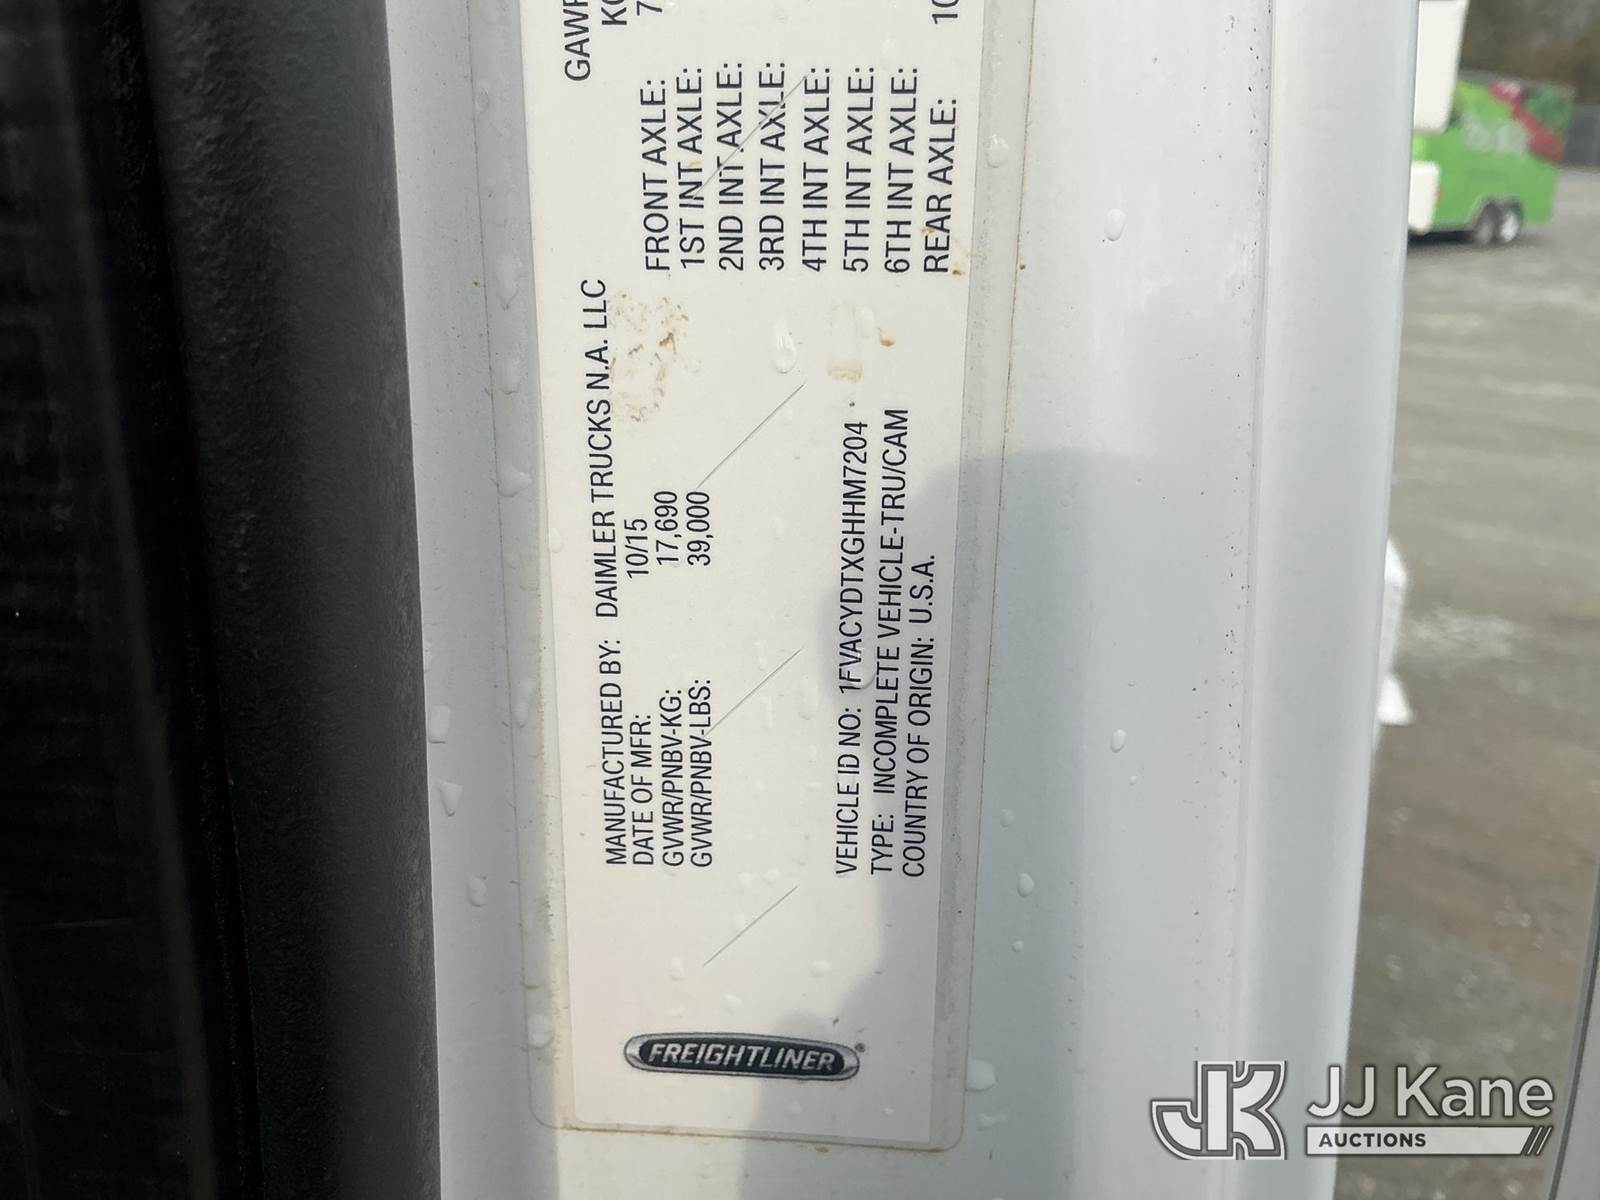 FREIGHTLINER®
MANUFACTURED BY: DAIMLER TRUCKS N.A. LLC
DATE OF MFR: 10/15
GVWR/PNBV-KG: 17,690
GVWR/PNBV-LBS: 39,000
VEHICLE ID NO: 1FVACYDTXGHHM7204
TYPE: INCOMPLETE VEHICLE-TRU/CAM
COUNTRY OF ORIGIN: U.S.A.
FRONT AXLE:
1ST INT AXLE:
2ND INT AXLE:
3RD INT AXLE:
4TH INT AXLE:
5TH INT AXLE:
6TH INT AXLE:
REAR AXLE:
JK JJ Kane
AUCTIONS